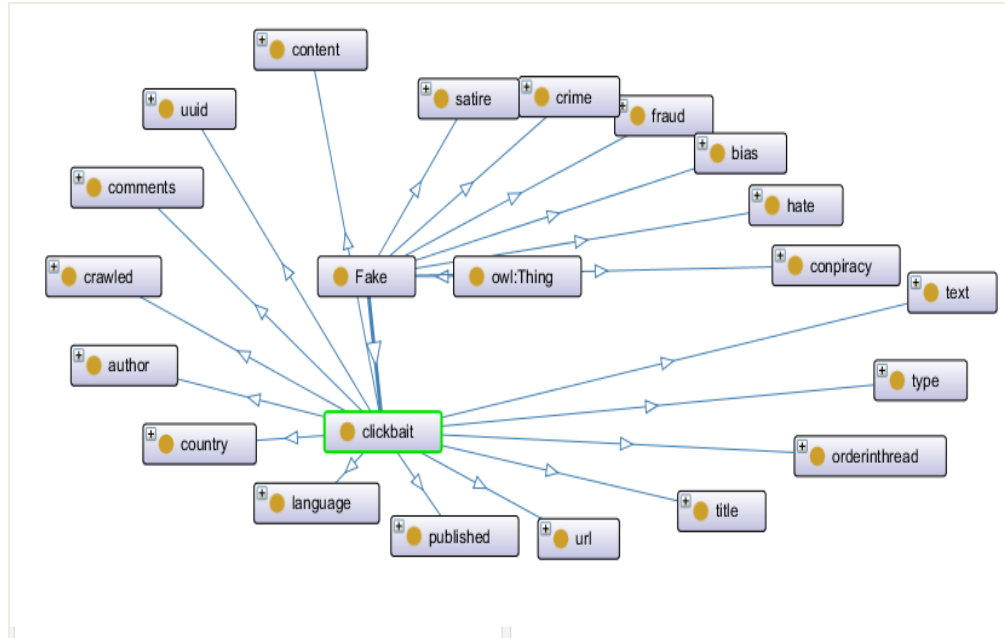 content
satire
crime
uuid
fraud
bias
comments
hate
crawled
Fake
owl:Thing
conpiracy
text
author
type
clickbait
country
orderinthread
language
title
published
url